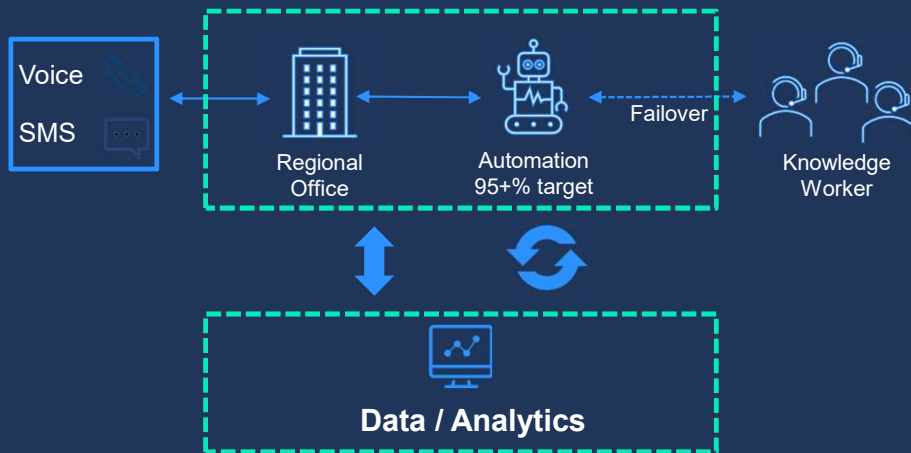 Voice
SMS
Regional
Office
Automation
95+% target
Failover
Knowledge
Worker
Data / Analytics